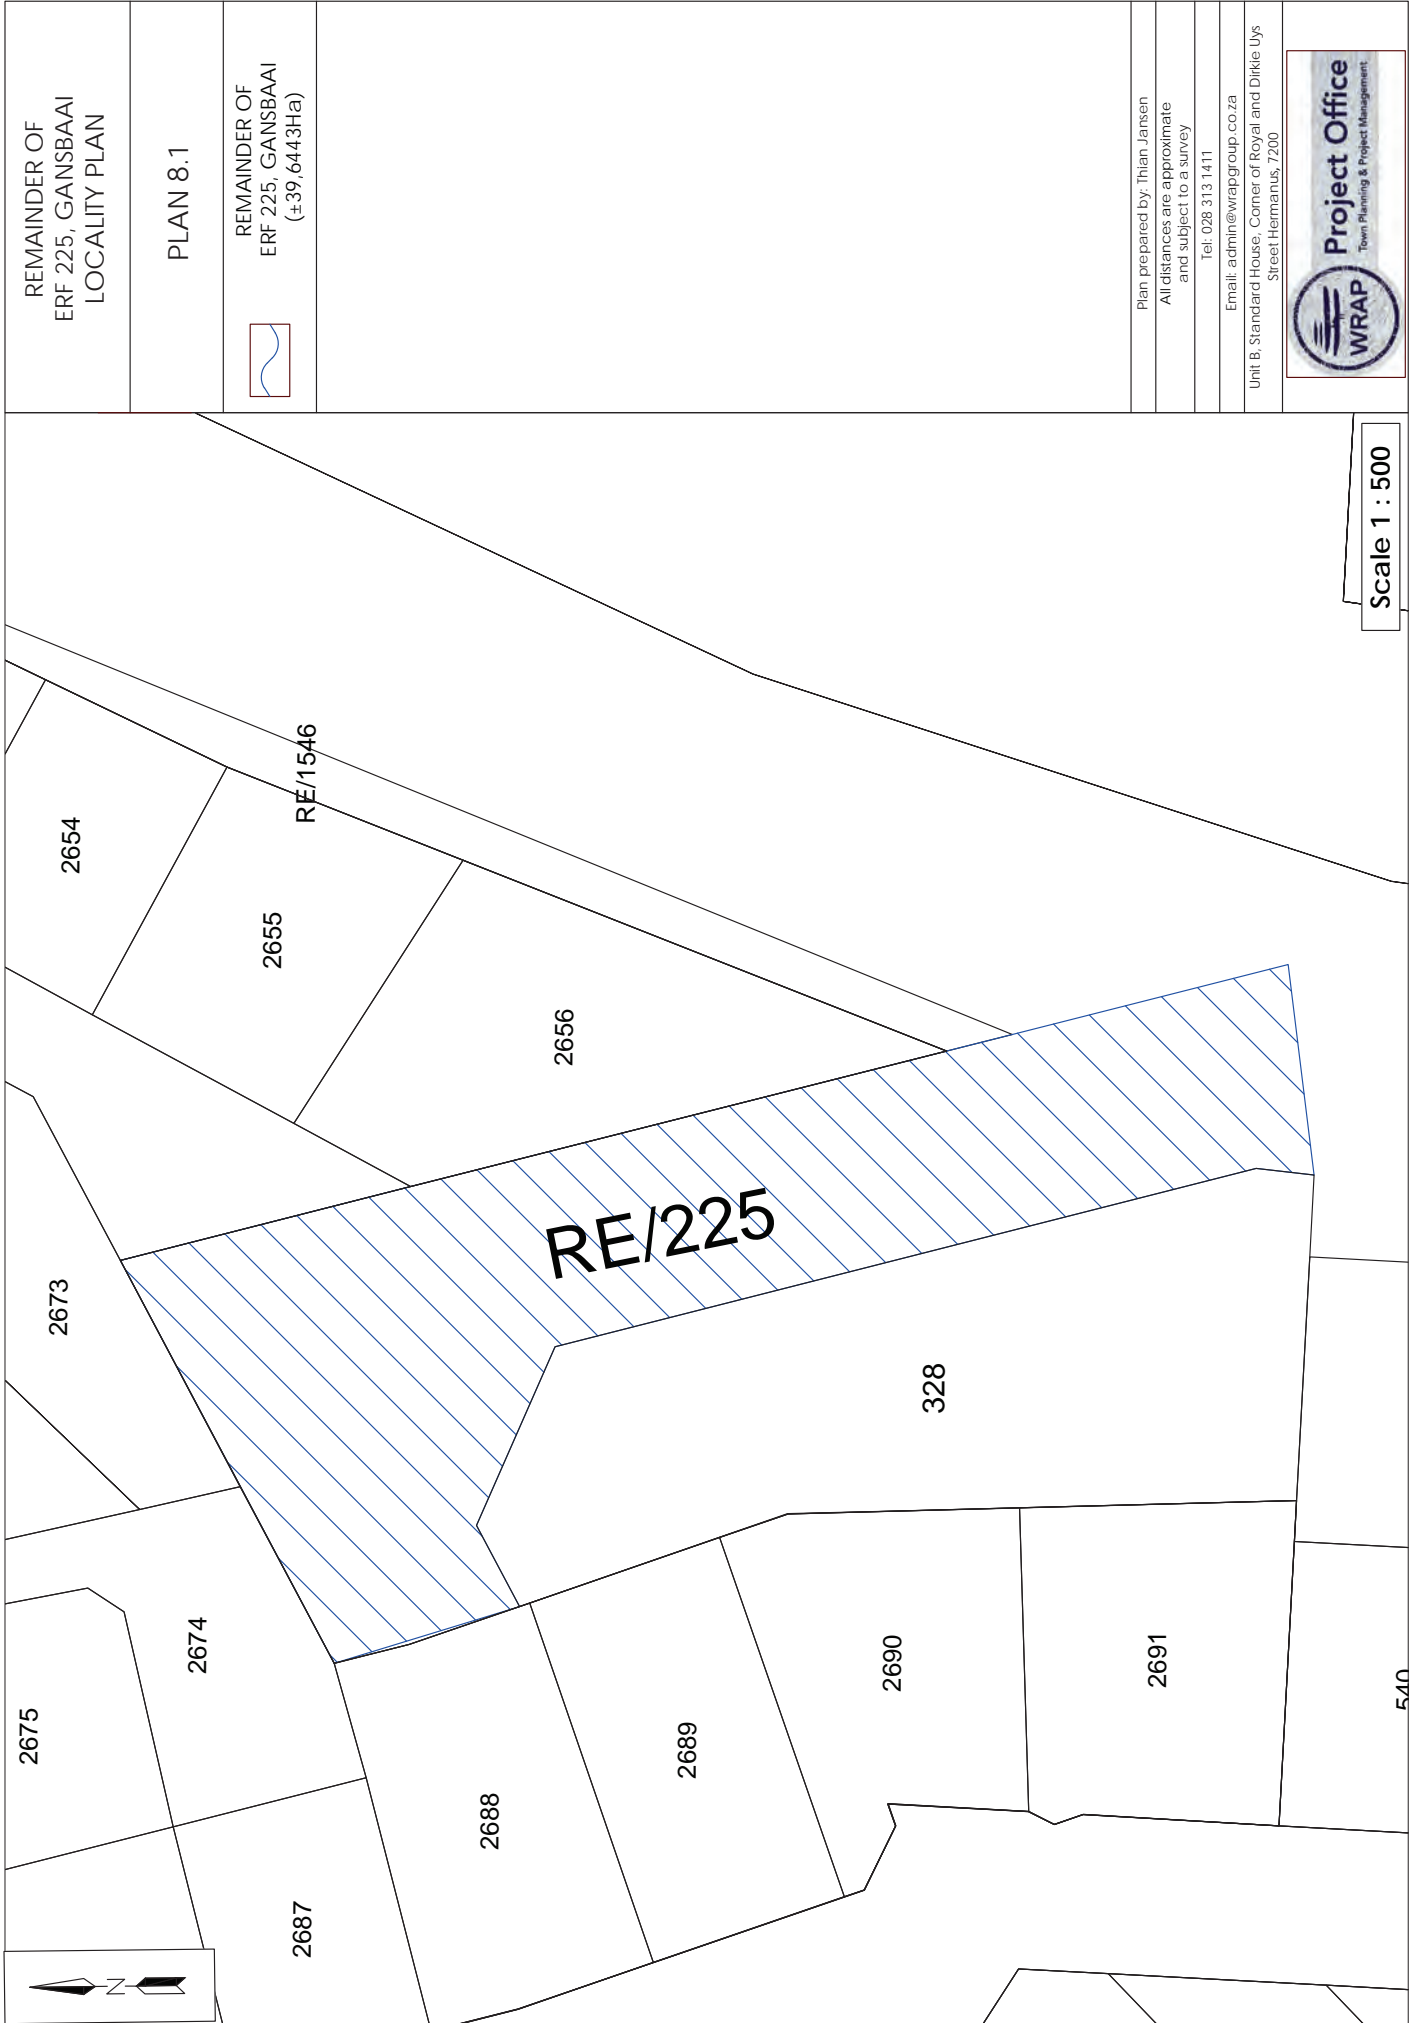 REMAINDER OF
ERF 225, GANSBAAI
LOCALITY PLAN
PLAN 8.1
REMAINDER OF
ERF 225, GANSBAAI
(±39,6443Ha)
Plan prepared by: Thian Jansen
All distances are approximate
and subject to a survey
Tel: 028 313 1411
Email: admin@wrapgroup.co.za
Unit B, Standard House, Corner of Royal and Dirkie Uys
Street Hermanus, 7200
WRAP
Project Office
Town Planning & Project Management
Scale 1 : 500
RE/1546
2654
2655
2656
RE/225
2673
328
2674
2675
2690
2691
540
2689
2688
2687
N